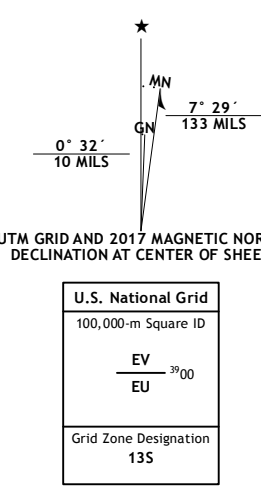 ★
MN
7° 29´
133 MILS
GN
0° 32´
10 MILS
UTM GRID AND 2017 MAGNETIC NOR
DECLINATION AT CENTER OF SHEE
U.S. National Grid
100,000-m Square ID
EV
3900
EU
Grid Zone Designation
13S